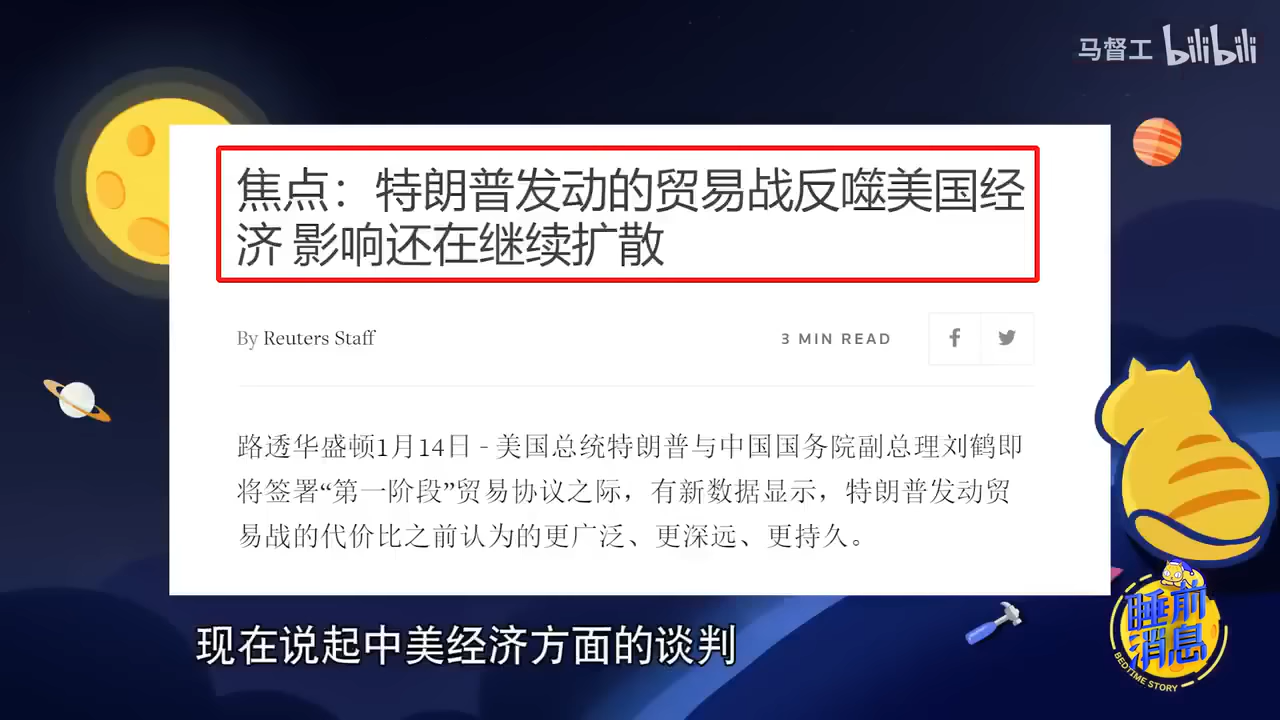 马督工 bilibili
焦点：特朗普发动的贸易战反噬美国经
济 影响还在继续扩散
By Reuters Staff
3 MIN READ
路透华盛顿1月14日 - 美国总统特朗普与中国国务院副总理刘鹤即
将签署“第一阶段”贸易协议之际，有新数据显示，特朗普发动贸
易战的代价比之前认为的更广泛、更深远、更持久。
现在说起中美经济方面的谈判
睡前
消息
BEDTIME STORY